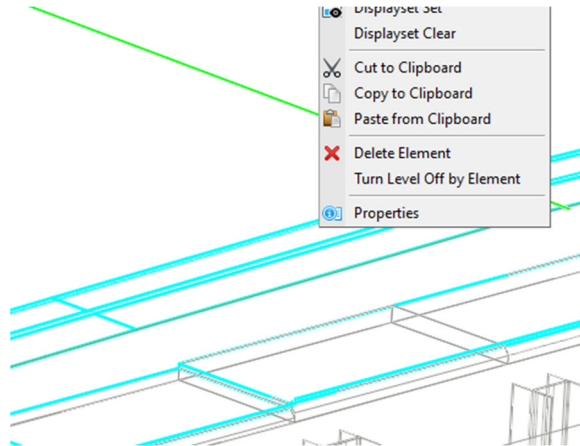 Displayset Set
Displayset Clear
Cut to Clipboard
Copy to Clipboard
Paste from Clipboard
Delete Element
Turn Level Off by Element
Properties